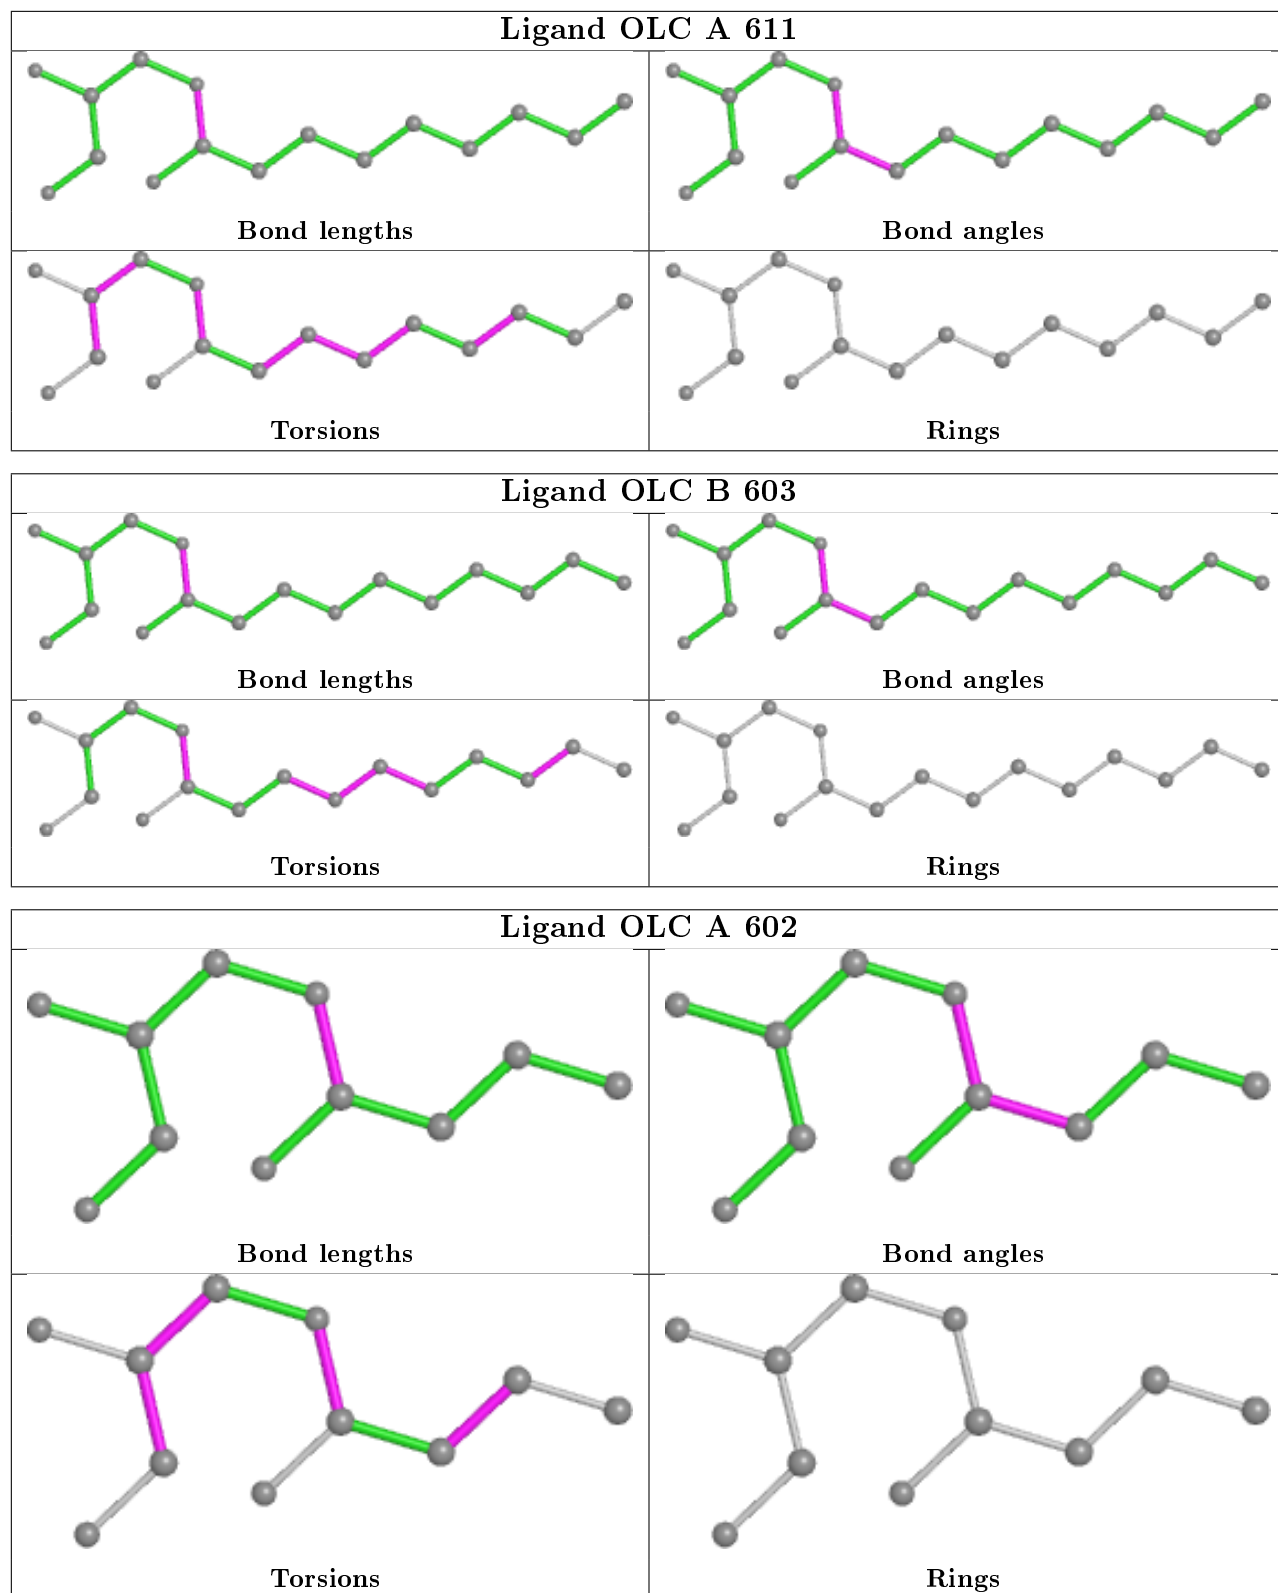 Ligand OLC A 611
Bond lengths
Bond angles
Torsions
Rings
Ligand OLC B 603
Bond lengths
Bond angles
Torsions
Rings
Ligand OLC A 602
Bond lengths
Bond angles
Torsions
Rings